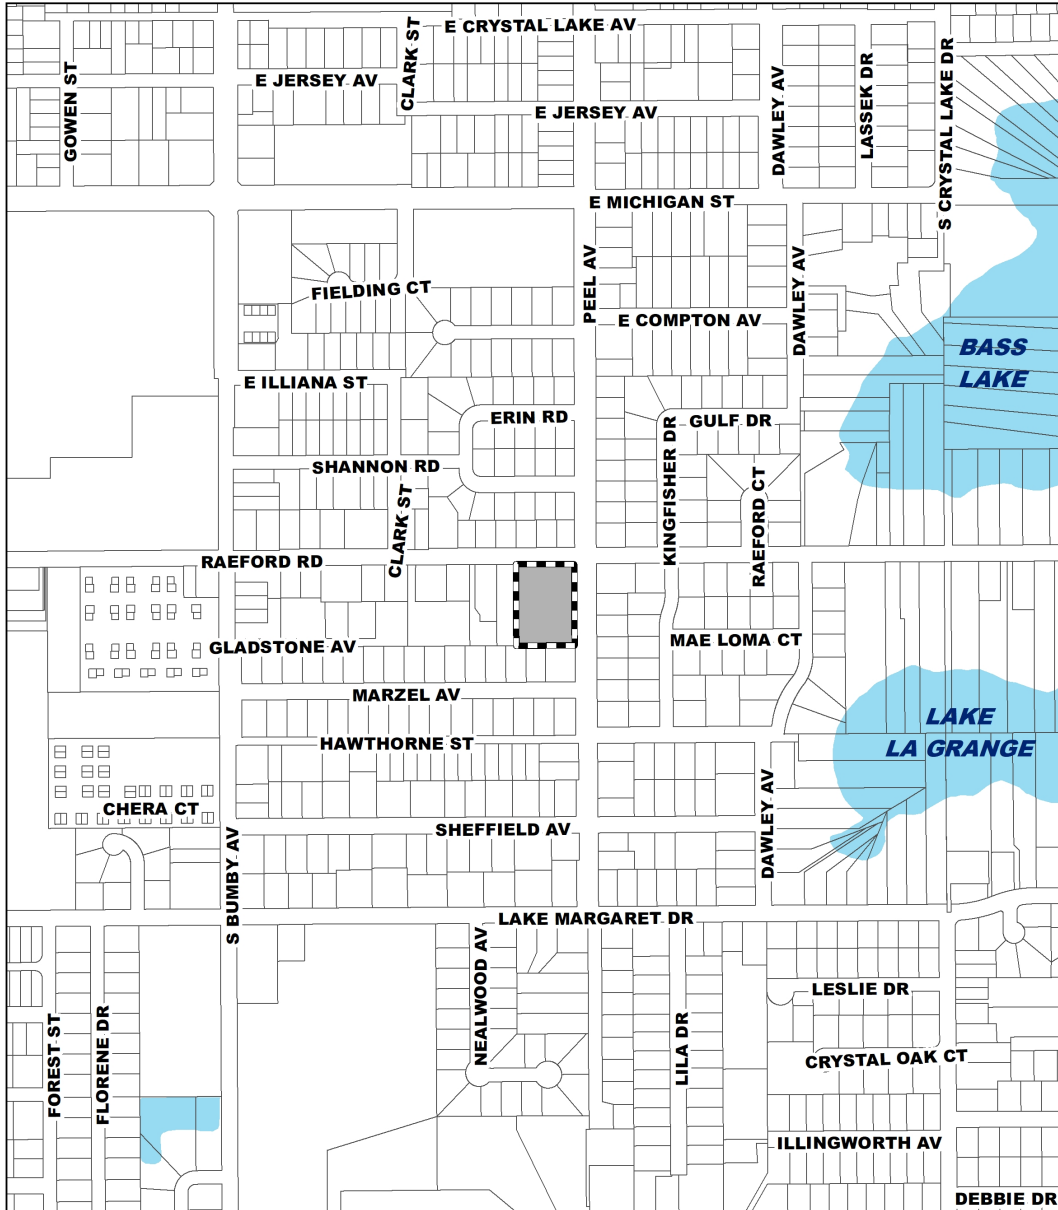 E CRYSTAL LAKE AV
CLARK ST
GOWEN ST
E JERSEY AV
E JERSEY AV
DAWLEY AV
LASSEK DR
S CRYSTAL LAKE DR
E MICHIGAN ST
PEEL AV
DAWLEY AV
FIELDING CT
E COMPTON AV
BASS
LAKE
E ILLIANA ST
ERIN RD
GULF DR
KINGFISHER DR
SHANNON RD
CLARK ST
RAEFORD CT
RAEFORD RD
GLADSTONE AV
MAE LOMA CT
MARZEL AV
LAKE
LA GRANGE
HAWTHORNE ST
CHERA CT
DAWLEY AV
SHEFFIELD AV
S BUMBY AV
LAKE MARGARET DR
NEALWOOD AV
LESLIE DR
FOREST ST
FLORENE DR
LILA DR
CRYSTAL OAK CT
ILLINGWORTH AV
DEBBIE DR